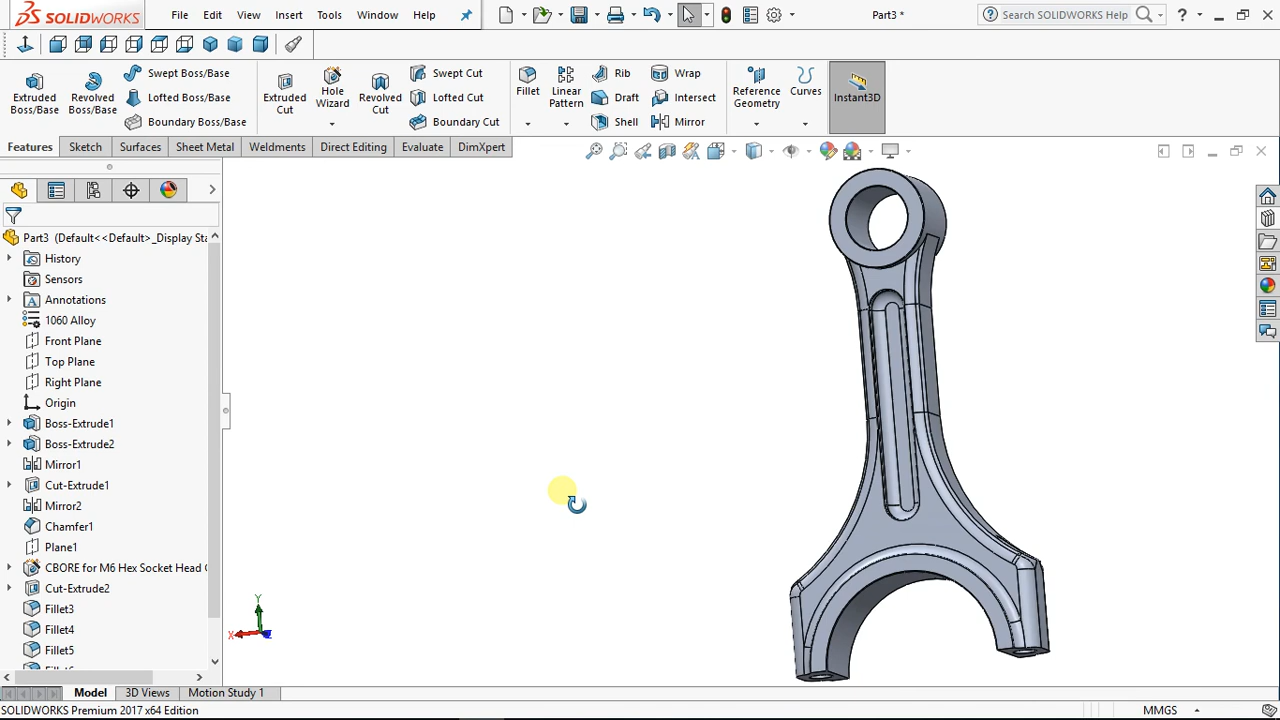 SOLIDWORKS
File Edit View Insert Tools Window Help
Part3 *
Search SOLIDWORKS Help
Extruded Boss/Base
Revolved Boss/Base
Swept Boss/Base
Lofted Boss/Base
Boundary Boss/Base
Extruded Cut
Hole Wizard
Revolved Cut
Swept Cut
Lofted Cut
Boundary Cut
Fillet
Linear Pattern
Rib
Draft
Shell
Wrap
Intersect
Mirror
Reference Geometry
Curves
Instant3D
Features Sketch Surfaces Sheet Metal Weldments Direct Editing Evaluate DimXpert
Part3 (Default<<Default>_Display Sta
History
Sensors
Annotations
1060 Alloy
Front Plane
Top Plane
Right Plane
Origin
Boss-Extrude1
Boss-Extrude2
Mirror1
Cut-Extrude1
Mirror2
Chamfer1
Plane1
CBORE for M6 Hex Socket Head C
Cut-Extrude2
Fillet3
Fillet4
Fillet5
Y
X
Model 3D Views Motion Study 1
SOLIDWORKS Premium 2017 x64 Edition
MMGS